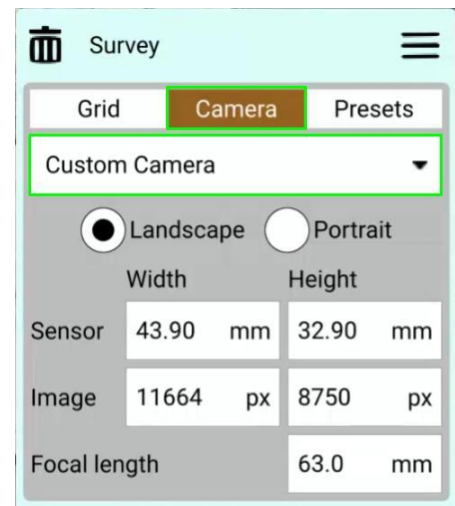 Survey
Grid Camera Presets
Custom Camera
Landscape Portrait
Width Height
Sensor 43.90 mm 32.90 mm
Image 11664 px 8750 px
Focal length 63.0 mm